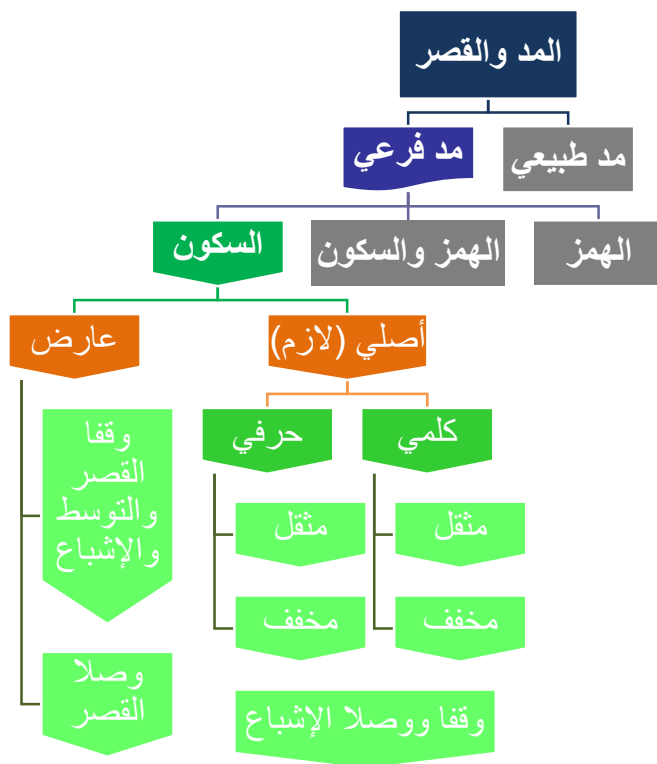 المد والقصر
مد طبيعي
مد فرعي
الهمز
الهمز والسكون
السكون
أصلي (لازم)
عارض
كلمي
حرفي
مثقل
مخفف
مثقل
مخفف
وقفا ووصلا الإشباع
وقفا
القصر
والتوسط
والإشباع
وصلا
القصر